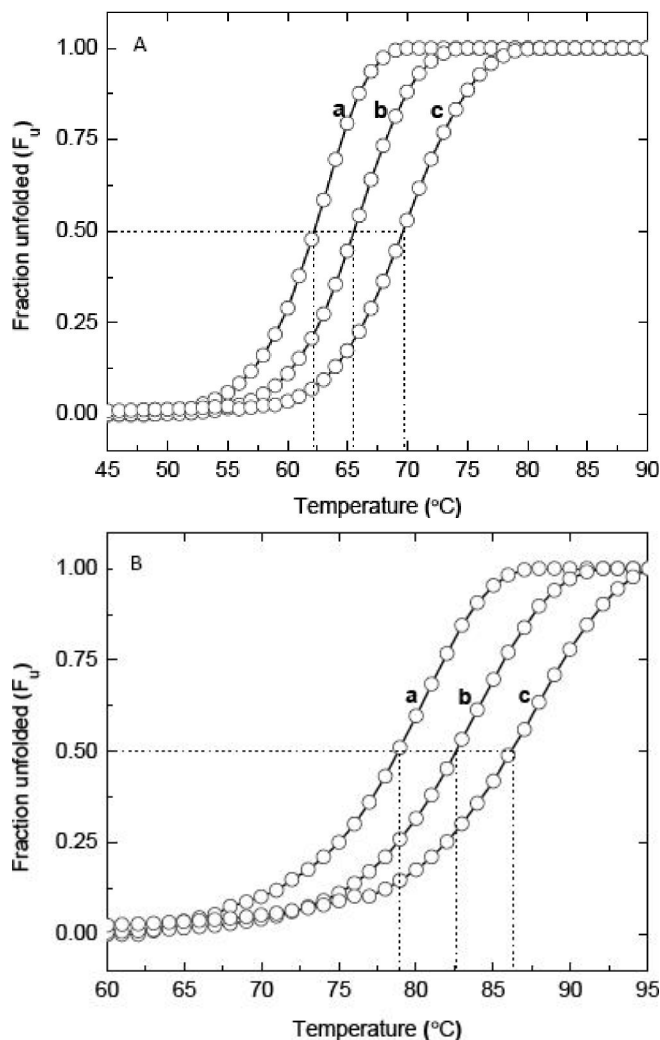 A
1.00
0.75
0.50
0.25
0.00
a
b
c
Fraction unfolded (Fu)
45 50 55 60 65 70 75 80 85 90
Temperature (°C)
B
1.00
0.75
0.50
0.25
0.00
a
b
c
Fraction unfolded (Fu)
60 65 70 75 80 85 90 95
Temperature (°C)